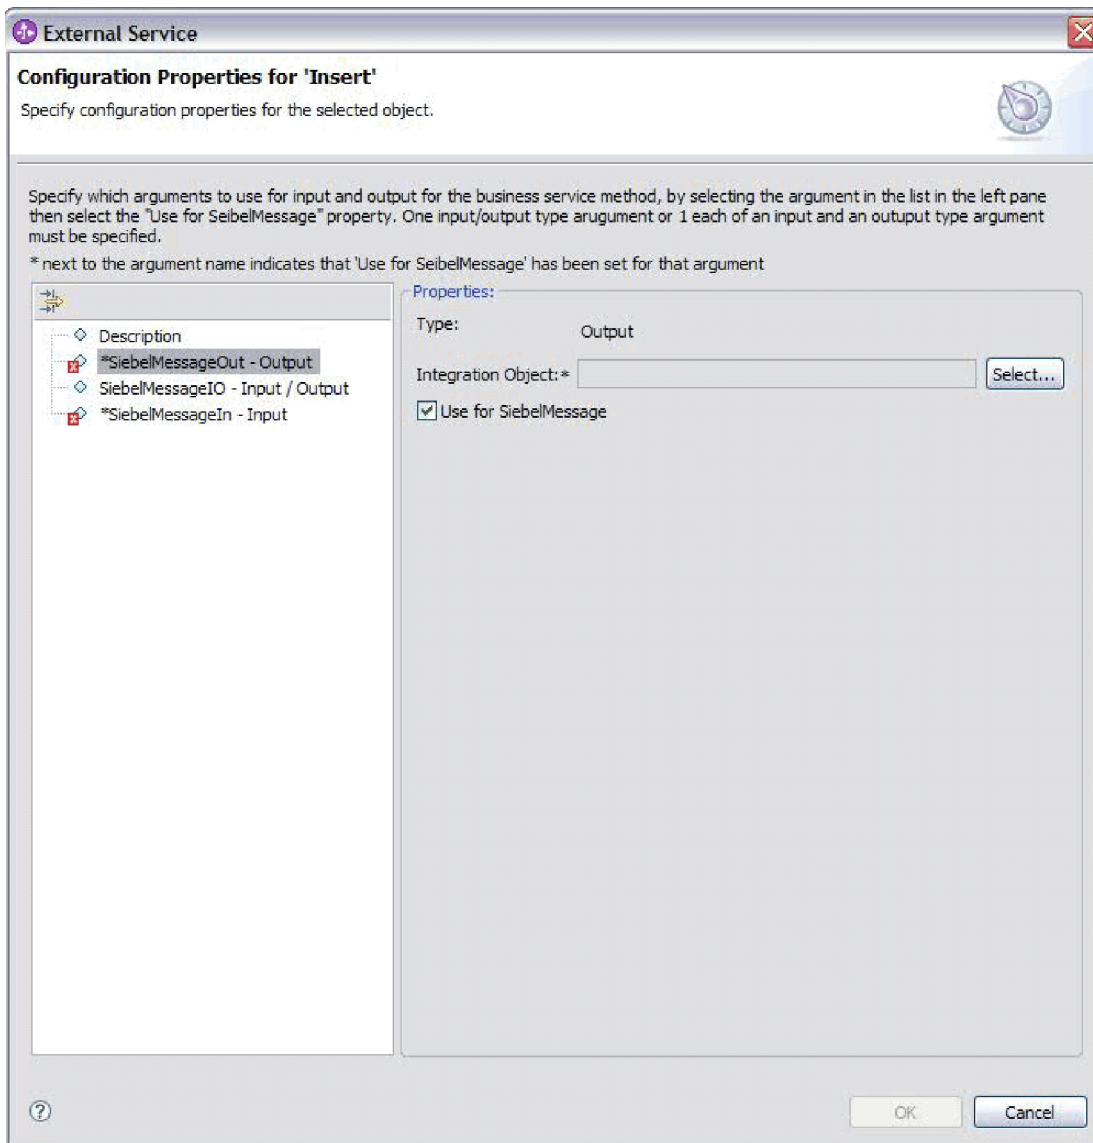 External Service
Configuration Properties for 'Insert'
Specify configuration properties for the selected object.
Specify which arguments to use for input and output for the business service method, by selecting the argument in the list in the left pane
then select the "Use for SeibelMessage" property. One input/output type arugument or 1 each of an input and an outuput type argument
must be specified.
* next to the argument name indicates that 'Use for SeibelMessage' has been set for that argument
Properties:
Description
*SiebelMessageOut - Output
SiebelMessageIO - Input / Output
*SiebelMessageIn - Input
Type: Output
Integration Object:* Select...
Use for SiebelMessage
? OK Cancel